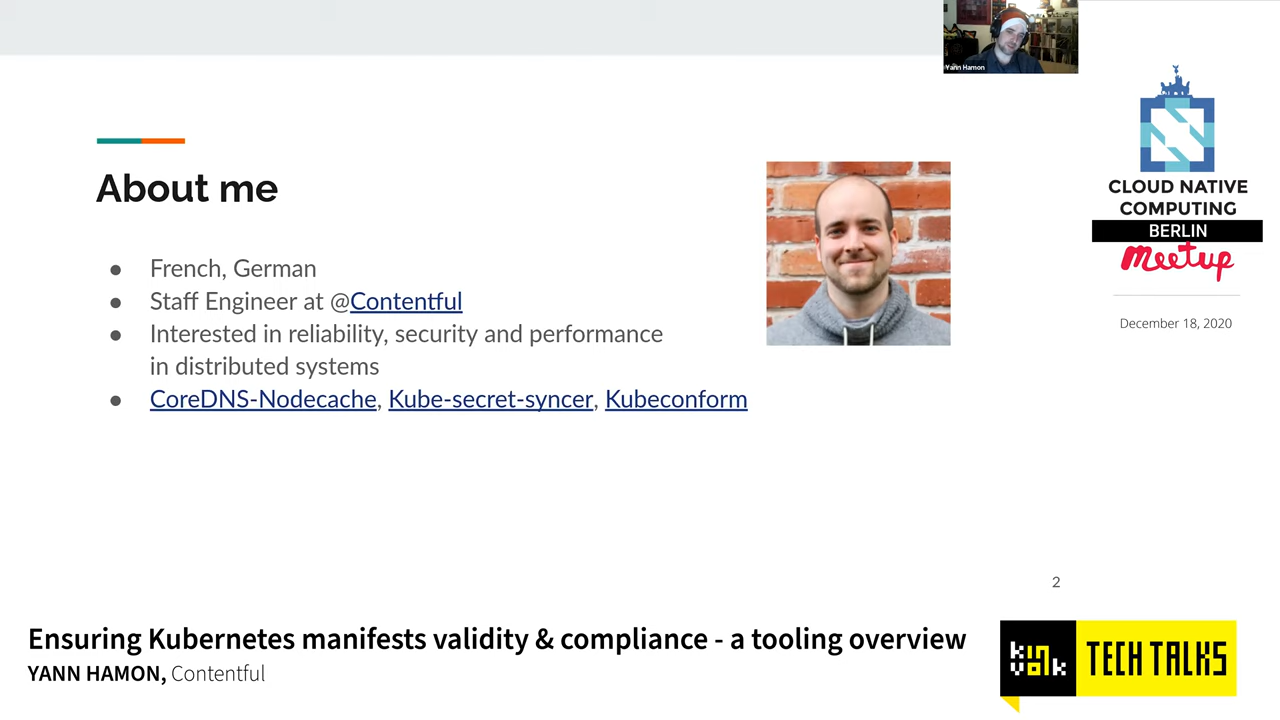 Yann Hamon
About me
● French, German
● Staff Engineer at @Contentful
● Interested in reliability, security and performance
in distributed systems
● CoreDNS-Nodecache, Kube-secret-syncer, Kubeconform
CLOUD NATIVE
COMPUTING
BERLIN
meetup
December 18, 2020
2
Ensuring Kubernetes manifests validity & compliance - a tooling overview
YANN HAMON, Contentful
kinvolk
TECH TALKS